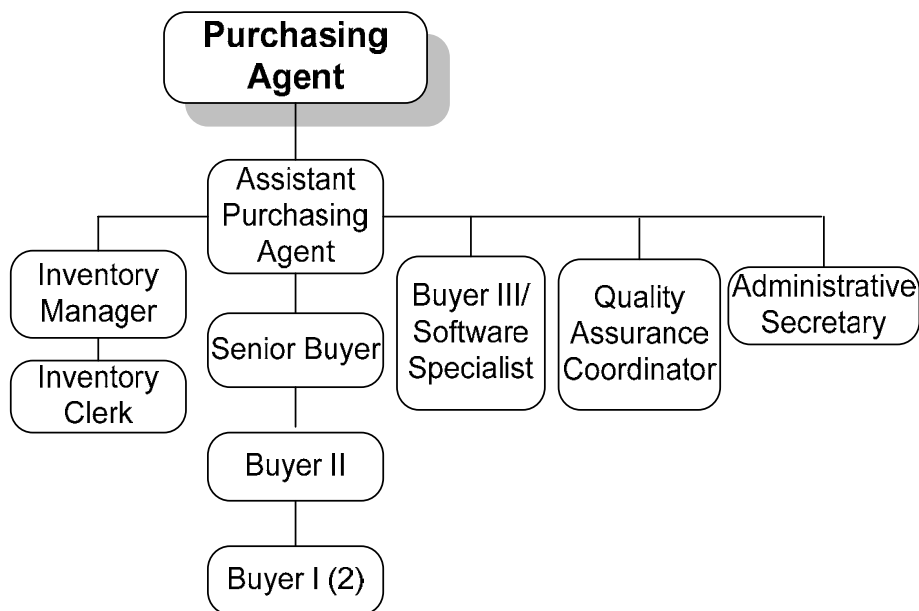 Purchasing
Agent
Assistant
Purchasing
Agent
Inventory
Manager
Inventory
Clerk
Senior Buyer
Buyer II
Buyer I (2)
Buyer III/
Software
Specialist
Quality
Assurance
Coordinator
Administrative
Secretary